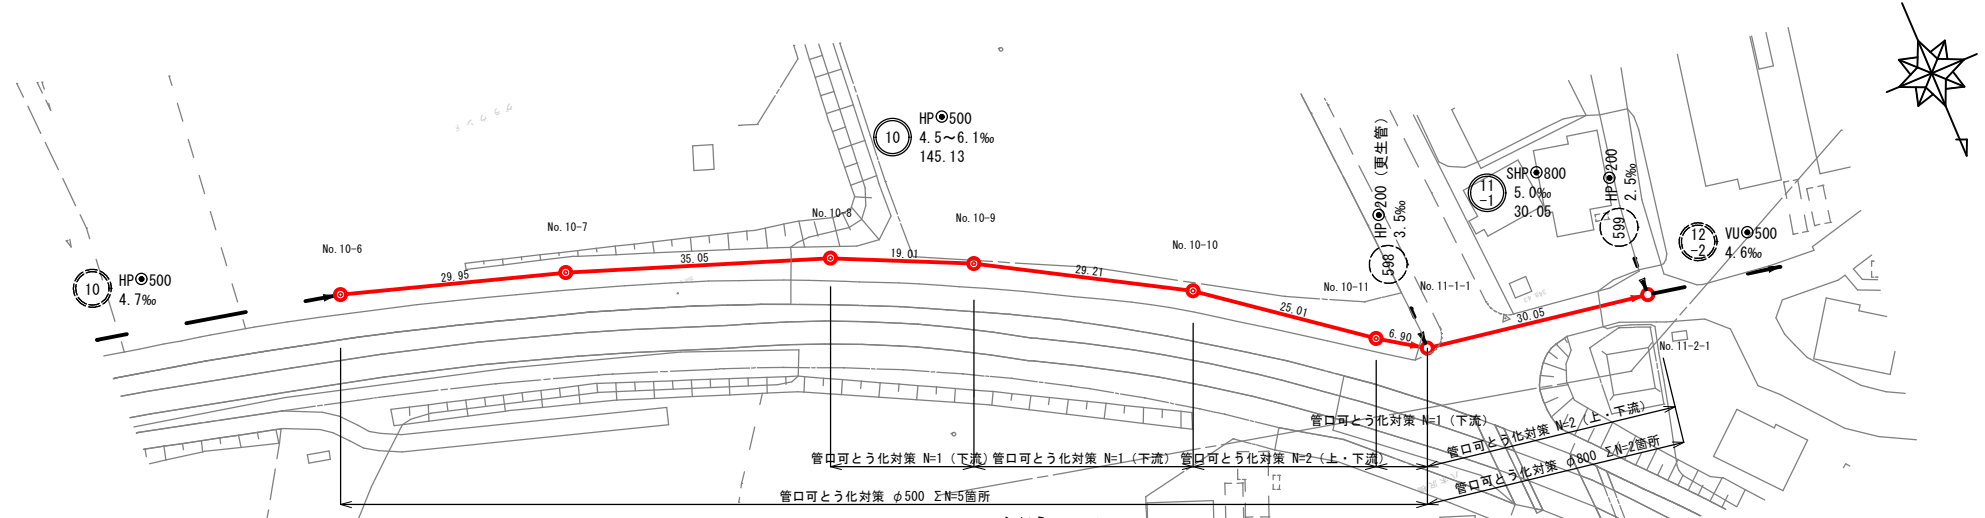 HP 500
4.5～6.1‰
145.13
10
HP 200 (更生管)
3.5‰
598
11
-1
SHP 800
5.0‰
30.05
HP 200
2.5‰
599
12
-2
VU 500
4.6‰
No.10-6
No.10-7
No.10-8
No.10-9
No.10-10
No.10-11
No.11-1-1
No.11-2-1
10
HP 500
4.7‰
29.95
35.05
19.01
29.21
25.01
6.90
30.05
管口可とう化対策 N=1 (下流)
管口可とう化対策 N=2 (上・下流)
管口可とう化対策 N=1 (下流)
管口可とう化対策 N=1 (下流)
管口可とう化対策 N=2 (上・下流)
管口可とう化対策 φ800 ΣN=2箇所
管口可とう化対策 φ500 ΣN=5箇所